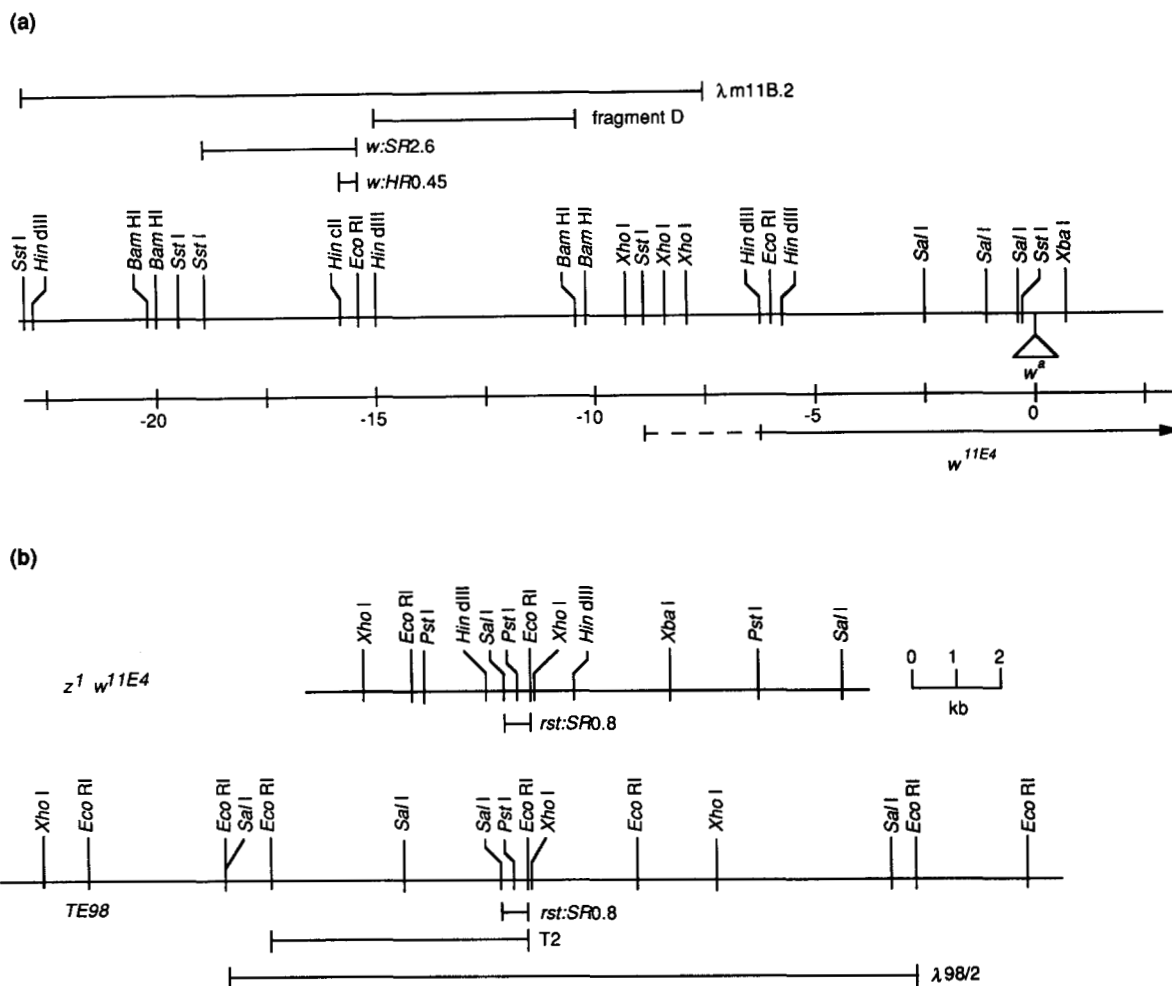 (a)
λ m11B.2
fragment D
w:SR2.6
w:HR0.45
Sst I
Hin dIII
Bam HI
Bam HI
Sst I
Sst I
Hin cII
Eco RI
Hin dIII
Bam HI
Bam HI
Xho I
Sst I
Xho I
Xho I
Hin dIII
Eco RI
Hin dIII
Sal I
Sal I
Sal I
Sst I
Xba I
w^a
-20 -15 -10 -5 0
w^11E4
(b)
Xho I
Eco RI
Pst I
Hin dIII
Sal I
Pst I
Eco RI
Xho I
Hin dIII
Xba I
Pst I
Sal I
0 1 2
kb
z^1 w^11E4
rst:SR0.8
Xho I
Eco RI
Eco RI
Sal I
Eco RI
Sal I
Sal I
Pst I
Eco RI
Xho I
Eco RI
Xho I
Sal I
Eco RI
Eco RI
TE98
rst:SR0.8
T2
λ 98/2